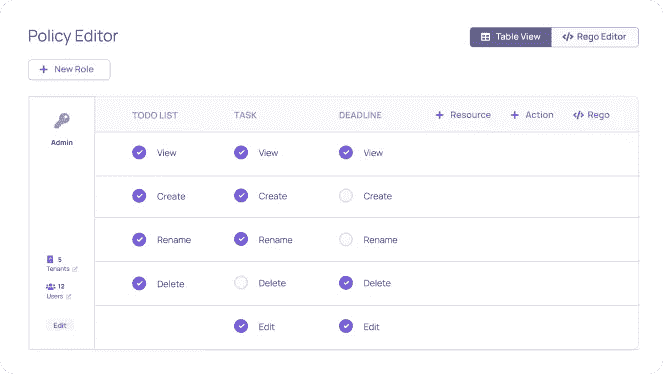 Policy Editor
Table View </> Rego Editor
+ New Role
TODO LIST TASK DEADLINE + Resource + Action </> Rego
Admin
View View View
Create Create Create
Rename Rename Rename
Delete Delete Delete
Edit Edit
5
Tenants
12
Users
Edit